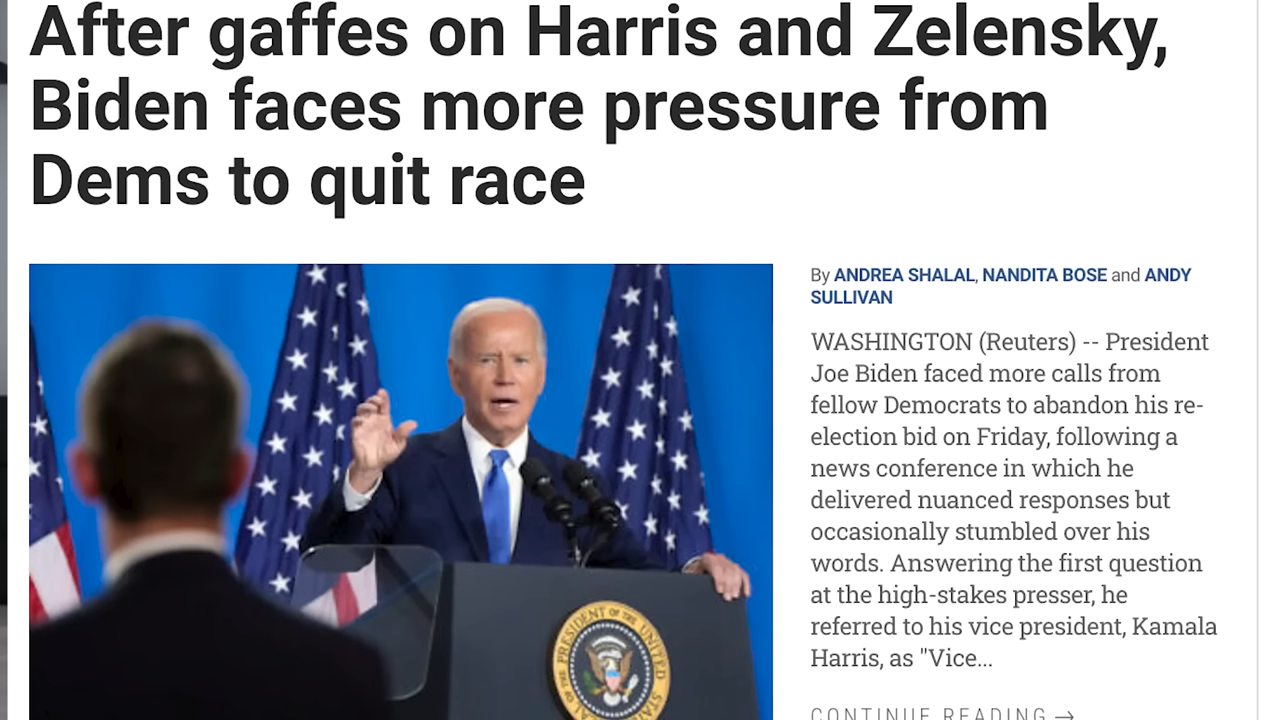 After gaffes on Harris and Zelensky,
Biden faces more pressure from
Dems to quit race
By ANDREA SHALAL, NANDITA BOSE and ANDY
SULLIVAN
WASHINGTON (Reuters) -- President
Joe Biden faced more calls from
fellow Democrats to abandon his re-
election bid on Friday, following a
news conference in which he
delivered nuanced responses but
occasionally stumbled over his
words. Answering the first question
at the high-stakes presser, he
referred to his vice president, Kamala
Harris, as "Vice...
CONTINUE READING →
PRESIDENT OF THE UNITED